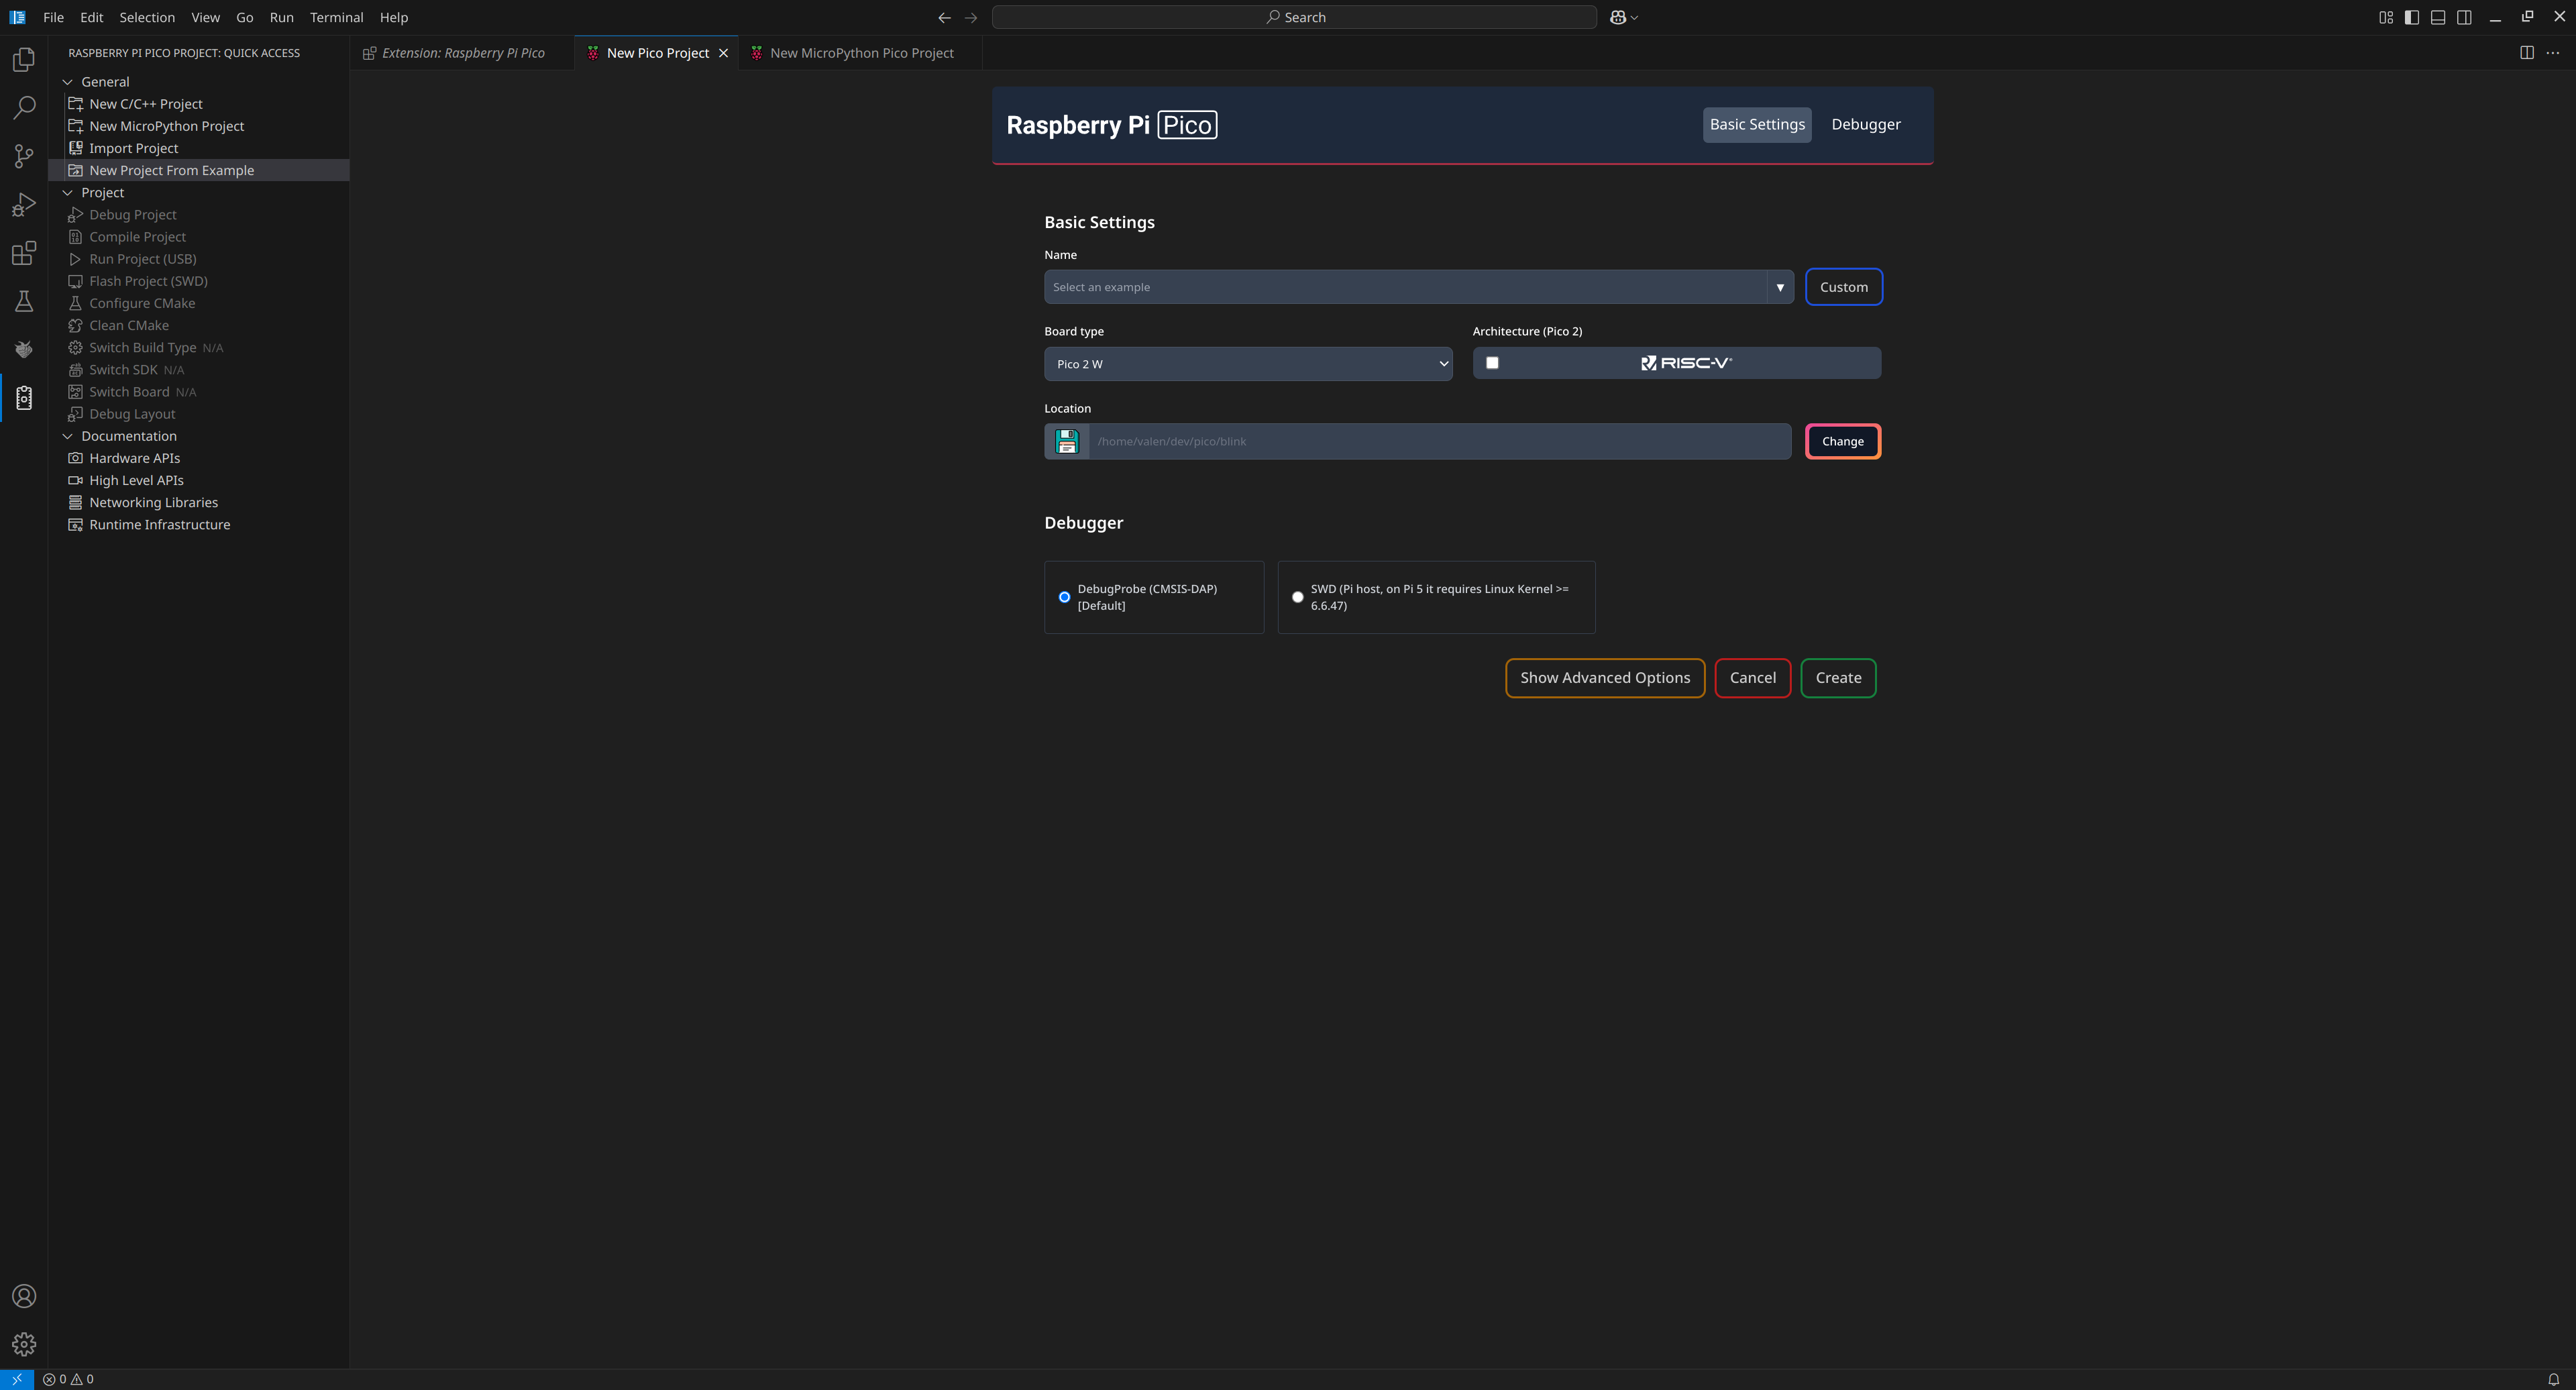 File Edit Selection View Go Run Terminal Help
Search
RASPBERRY PI PICO PROJECT: QUICK ACCESS
General
New C/C++ Project
New MicroPython Project
Import Project
New Project From Example
Project
Debug Project
Compile Project
Run Project (USB)
Flash Project (SWD)
Configure CMake
Clean CMake
Switch Build Type N/A
Switch SDK N/A
Switch Board N/A
Debug Layout
Documentation
Hardware APIs
High Level APIs
Networking Libraries
Runtime Infrastructure
Extension: Raspberry Pi Pico
New Pico Project
New MicroPython Pico Project
Raspberry Pi Pico
Basic Settings Debugger
Basic Settings
Name
Select an example
Custom
Board type
Architecture (Pico 2)
Pico 2 W
RISC-V
Location
/home/valen/dev/pico/blink
Change
Debugger
DebugProbe (CMSIS-DAP)
[Default]
SWD (Pi host, on Pi 5 it requires Linux Kernel >=
6.6.47)
Show Advanced Options
Cancel
Create
0 0